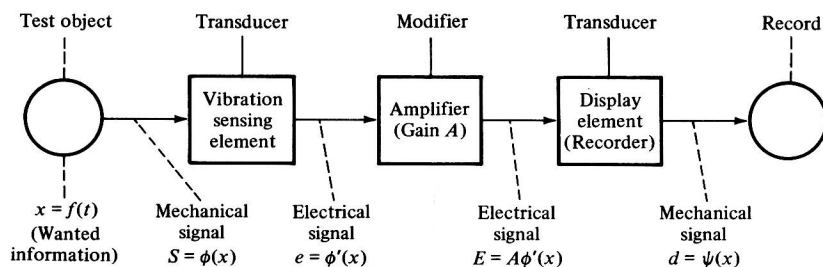 Test object
Transducer
Modifier
Transducer
Record
Vibration
sensing
element
Amplifier
(Gain A)
Display
element
(Recorder)
x = f(t)
(Wanted
information)
Mechanical
signal
S = ϕ(x)
Electrical
signal
e = ϕ′(x)
Electrical
signal
E = Aϕ′(x)
Mechanical
signal
d = ψ(x)